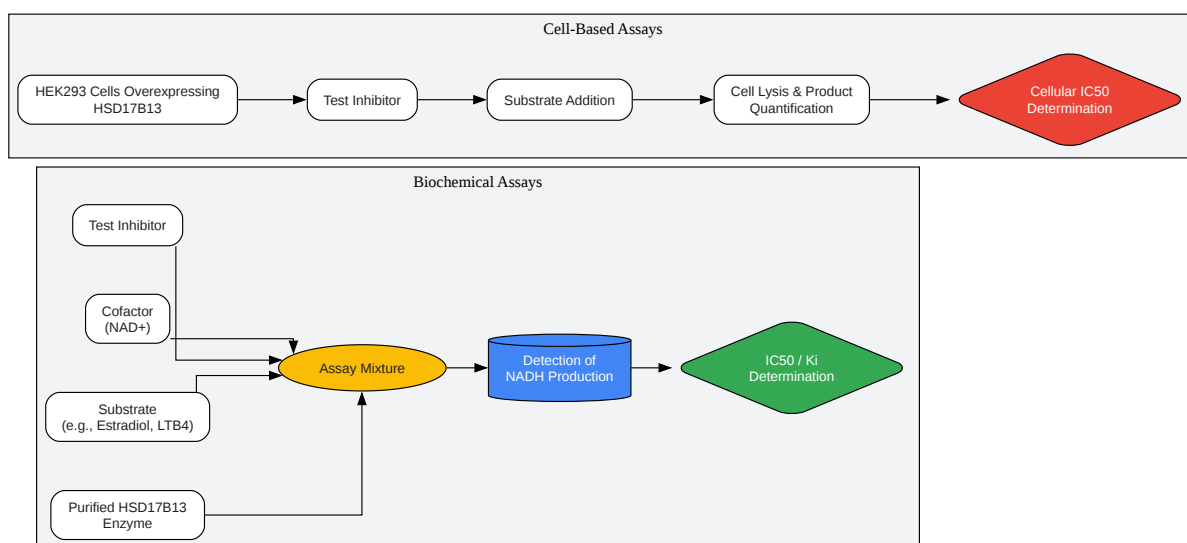 Cell-Based Assays
HEK293 Cells Overexpressing
HSD17B13
Test Inhibitor
Substrate Addition
Cell Lysis & Product
Quantification
Cellular IC50
Determination
Biochemical Assays
Test Inhibitor
Cofactor
(NAD+)
Substrate
(e.g., Estradiol, LTB4)
Purified HSD17B13
Enzyme
Assay Mixture
Detection of
NADH Production
IC50 / Ki
Determination